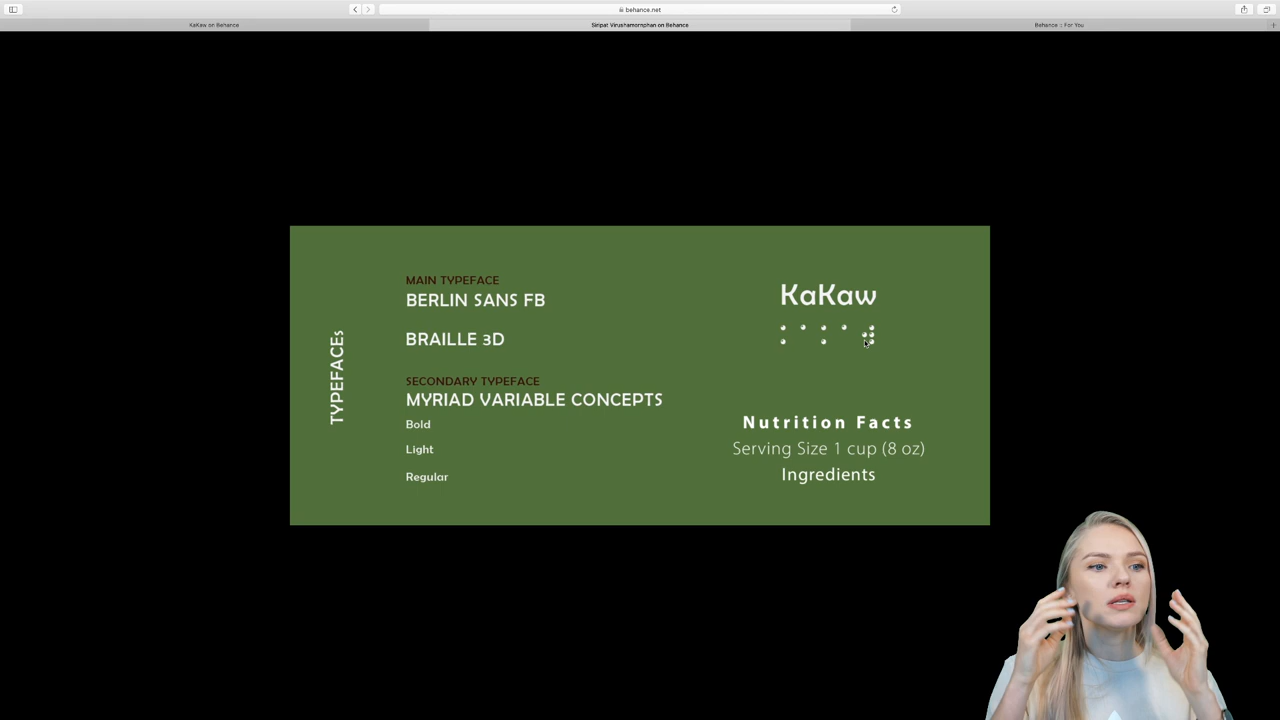 behance.net
KaKaw on Behance
Siripat Virushamornphan on Behance
Behance :: For You
TYPEFACEs
MAIN TYPEFACE
BERLIN SANS FB
BRAILLE 3D
SECONDARY TYPEFACE
MYRIAD VARIABLE CONCEPTS
Bold
Light
Regular
KaKaw
⠅⠁⠅⠁⠺
Nutrition Facts
Serving Size 1 cup (8 oz)
Ingredients